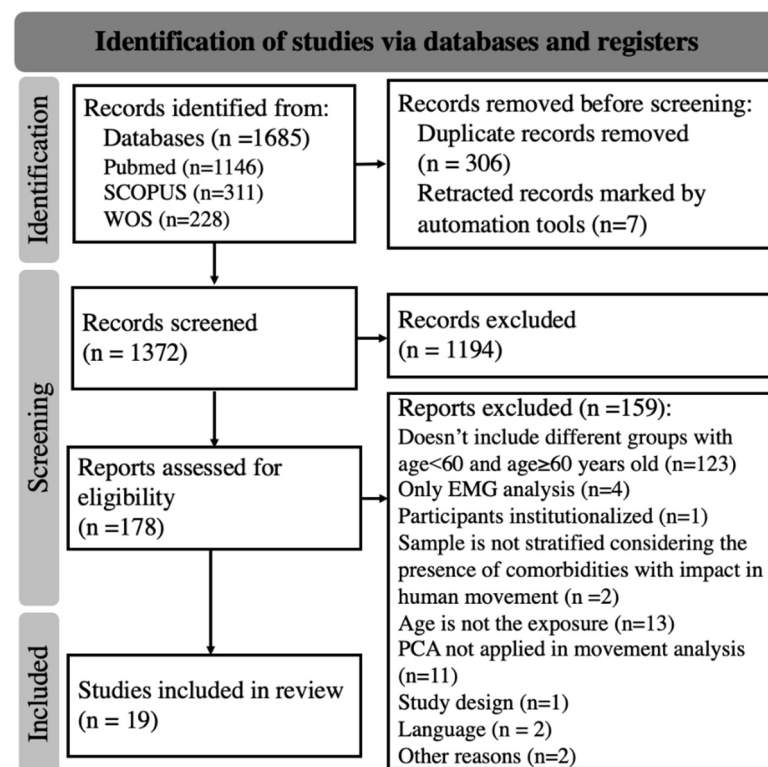 Identification of studies via databases and registers
Identification
Records identified from:
Databases (n =1685)
Pubmed (n=1146)
SCOPUS (n=311)
WOS (n=228)
Records removed before screening:
Duplicate records removed
(n = 306)
Retracted records marked by
automation tools (n=7)
Screening
Records screened
(n = 1372)
Records excluded
(n = 1194)
Reports assessed for
eligibility
(n =178)
Reports excluded (n =159):
Doesn’t include different groups with
age<60 and age≥60 years old (n=123)
Only EMG analysis (n=4)
Participants institutionalized (n=1)
Sample is not stratified considering the
presence of comorbidities with impact in
human movement (n =2)
Age is not the exposure (n=13)
PCA not applied in movement analysis
(n=11)
Study design (n=1)
Language (n = 2)
Other reasons (n=2)
Included
Studies included in review
(n = 19)